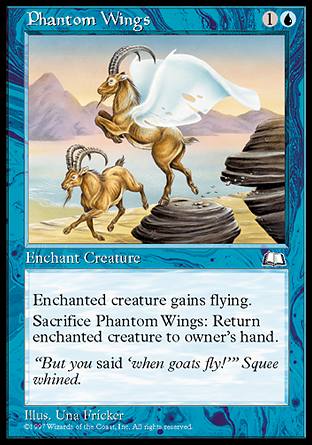 Phantom Wings 1
Enchant Creature
Enchanted creature gains flying.
Sacrifice Phantom Wings: Return
enchanted creature to owner's hand.
"But you said 'when goats fly!'" Squee
whined.
Illus. Una Fricker
©1997 Wizards of the Coast, Inc. All rights reserved.